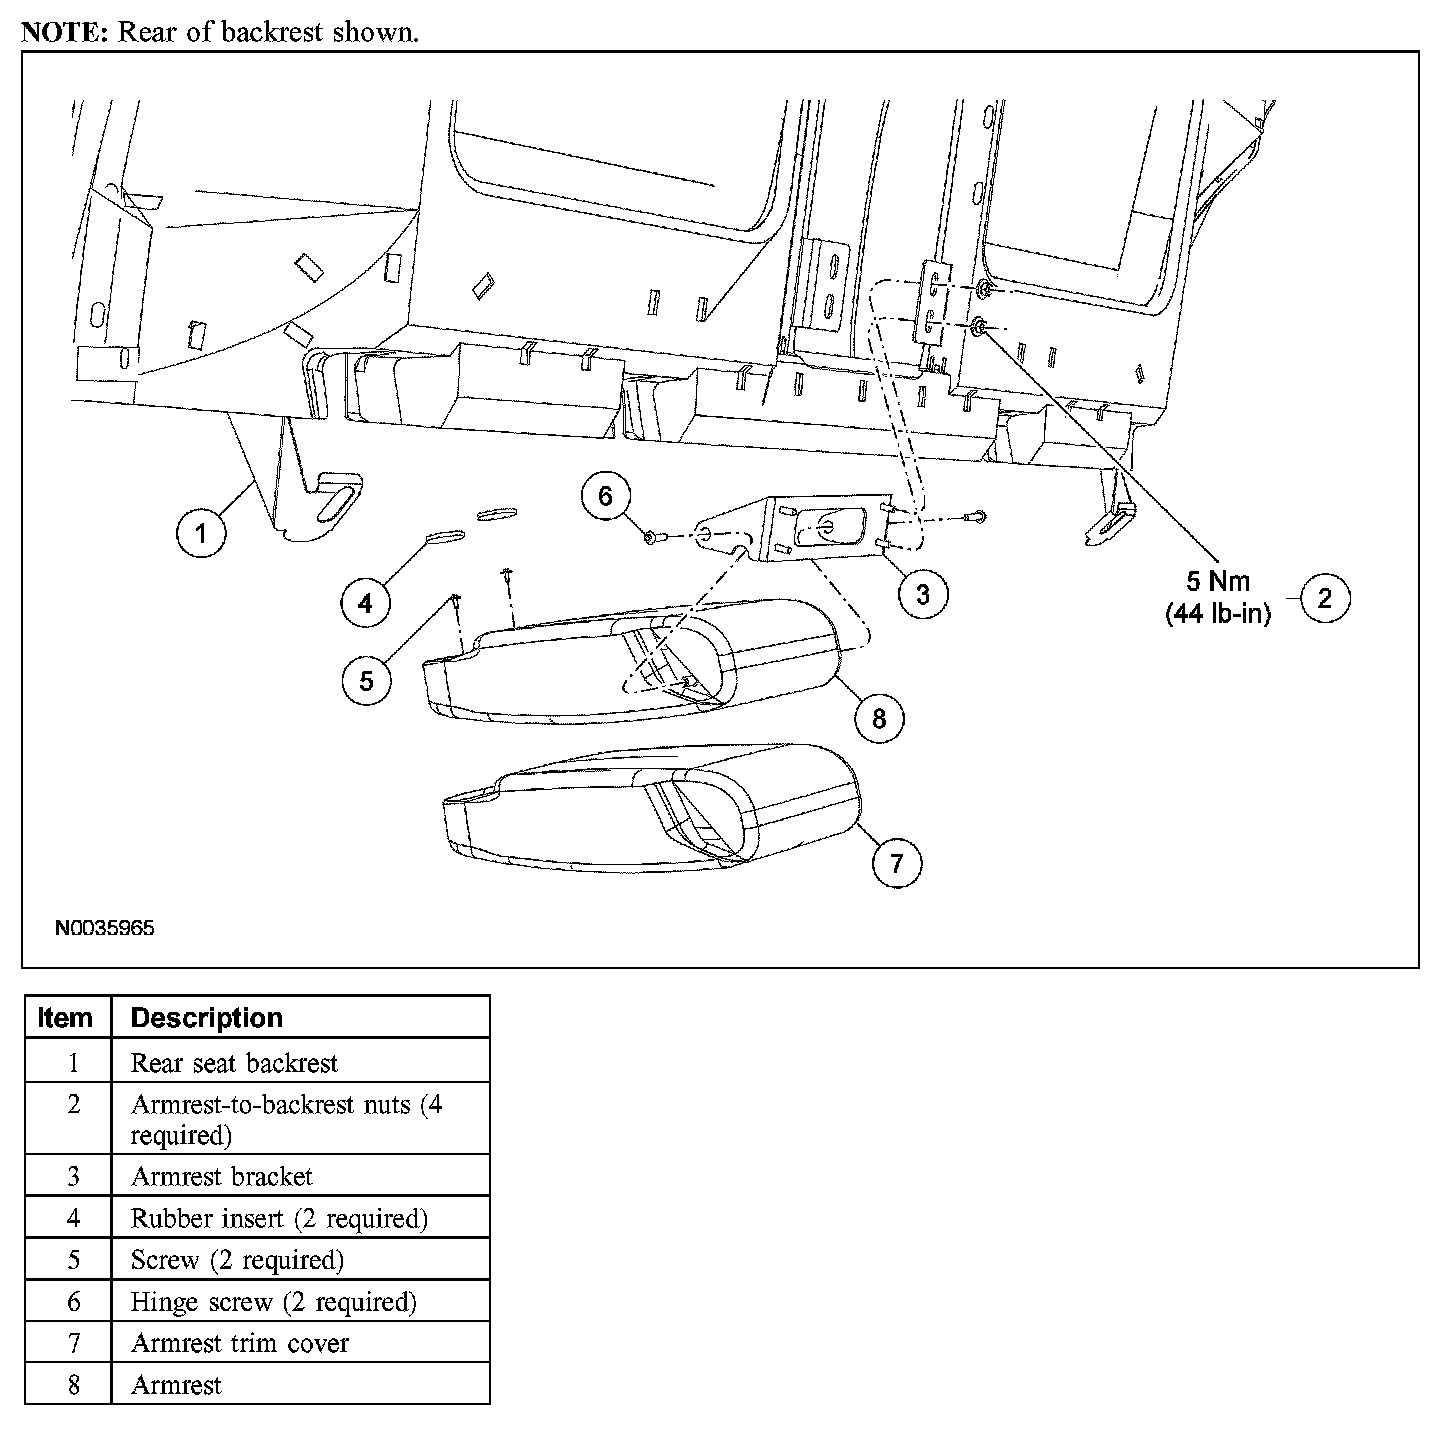 NOTE: Rear of backrest shown.
6
1
4
3
5 Nm
(44 lb-in)
2
5
8
7
N0035965
Item Description
1 Rear seat backrest
2 Armrest-to-backrest nuts (4
required)
3 Armrest bracket
4 Rubber insert (2 required)
5 Screw (2 required)
6 Hinge screw (2 required)
7 Armrest trim cover
8 Armrest